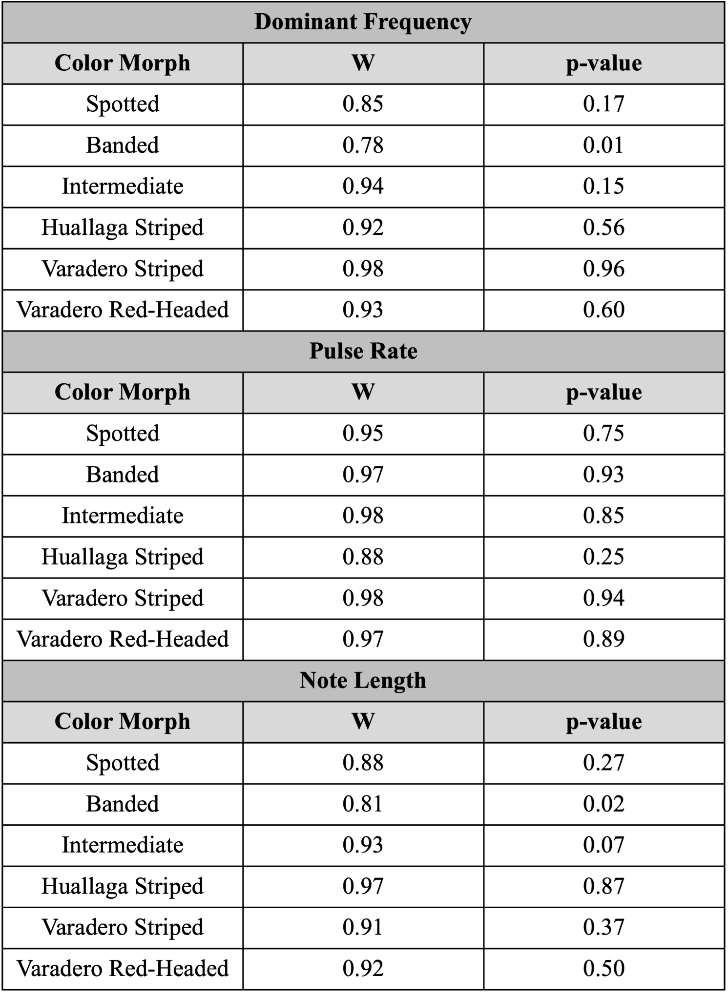 Dominant Frequency
Color Morph W p-value
Spotted 0.85 0.17
Banded 0.78 0.01
Intermediate 0.94 0.15
Huallaga Striped 0.92 0.56
Varadero Striped 0.98 0.96
Varadero Red-Headed 0.93 0.60
Pulse Rate
Color Morph W p-value
Spotted 0.95 0.75
Banded 0.97 0.93
Intermediate 0.98 0.85
Huallaga Striped 0.88 0.25
Varadero Striped 0.98 0.94
Varadero Red-Headed 0.97 0.89
Note Length
Color Morph W p-value
Spotted 0.88 0.27
Banded 0.81 0.02
Intermediate 0.93 0.07
Huallaga Striped 0.97 0.87
Varadero Striped 0.91 0.37
Varadero Red-Headed 0.92 0.50